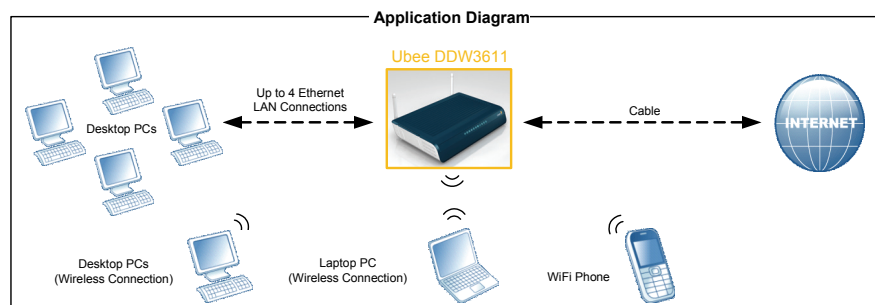 Application Diagram
Ubee DDW3611
Up to 4 Ethernet
LAN Connections
Desktop PCs
Cable
INTERNET
Desktop PCs
(Wireless Connection)
Laptop PC
(Wireless Connection)
WiFi Phone